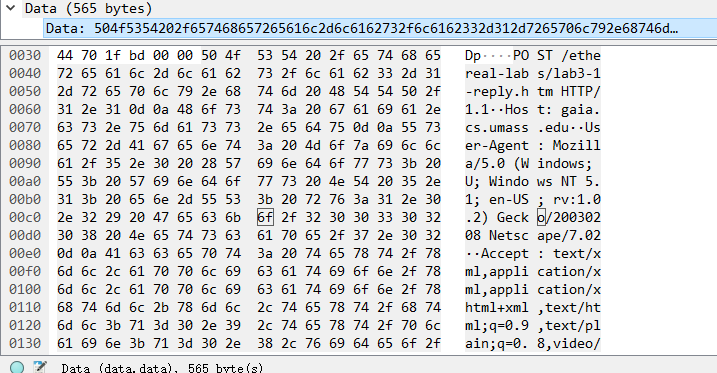 Data (565 bytes)
Data: 504f5354202f657468657265616c2d6c6162732f6c6162332d312d7265706c792e68746d…
0030 44 70 1f bd 00 00 50 4f 53 54 20 2f 65 74 68 65 Dp····PO ST /ethe
0040 72 65 61 6c 2d 6c 61 62 73 2f 6c 61 62 33 2d 31 real-lab s/lab3-1
0050 2d 72 65 70 6c 79 2e 68 74 6d 20 48 54 54 50 2f -reply.h tm HTTP/
0060 31 2e 31 0d 0a 48 6f 73 74 3a 20 67 61 69 61 2e 1.1··Hos t: gaia.
0070 63 73 2e 75 6d 61 73 73 2e 65 64 75 0d 0a 55 73 cs.umass .edu··Us
0080 65 72 2d 41 67 65 6e 74 3a 20 4d 6f 7a 69 6c 6c er-Agent : Mozill
0090 61 2f 35 2e 30 20 28 57 69 6e 64 6f 77 73 3b 20 a/5.0 (W indows;
00a0 55 3b 20 57 69 6e 64 6f 77 73 20 4e 54 20 35 2e U; Windo ws NT 5.
00b0 31 3b 20 65 6e 2d 55 53 3b 20 72 76 3a 31 2e 30 1; en-US ; rv:1.0
00c0 2e 32 29 20 47 65 63 6b 6f 2f 32 30 30 33 30 32 .2) Geck o/200302
00d0 30 38 20 4e 65 74 73 63 61 70 65 2f 37 2e 30 32 08 Netsc ape/7.02
00e0 0d 0a 41 63 63 65 70 74 3a 20 74 65 78 74 2f 78 ··Accept : text/x
00f0 6d 6c 2c 61 70 70 6c 69 63 61 74 69 6f 6e 2f 78 ml,appli cation/x
0100 6d 6c 2c 61 70 70 6c 69 63 61 74 69 6f 6e 2f 78 ml,appli cation/x
0110 68 74 6d 6c 2b 78 6d 6c 2c 74 65 78 74 2f 68 74 html+xml ,text/ht
0120 6d 6c 3b 71 3d 30 2e 39 2c 74 65 78 74 2f 70 6c ml;q=0.9 ,text/pl
0130 61 69 6e 3b 71 3d 30 2e 38 2c 76 69 64 65 6f 2f ain;q=0. 8,video/
Data (data.data), 565 byte(s)